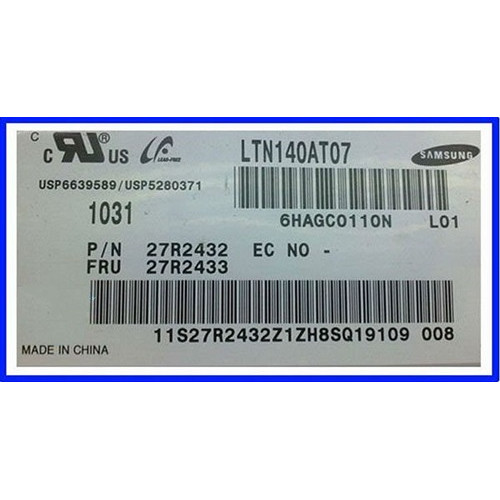 C
C RU US LEAD-FREE LTN140AT07 SAMSUNG
USP6639589/USP5280371
1031 6HAGC0110N L01
P/N 27R2432 EC NO -
FRU 27R2433
11S27R2432Z1ZH8SQ19109 008
MADE IN CHINA